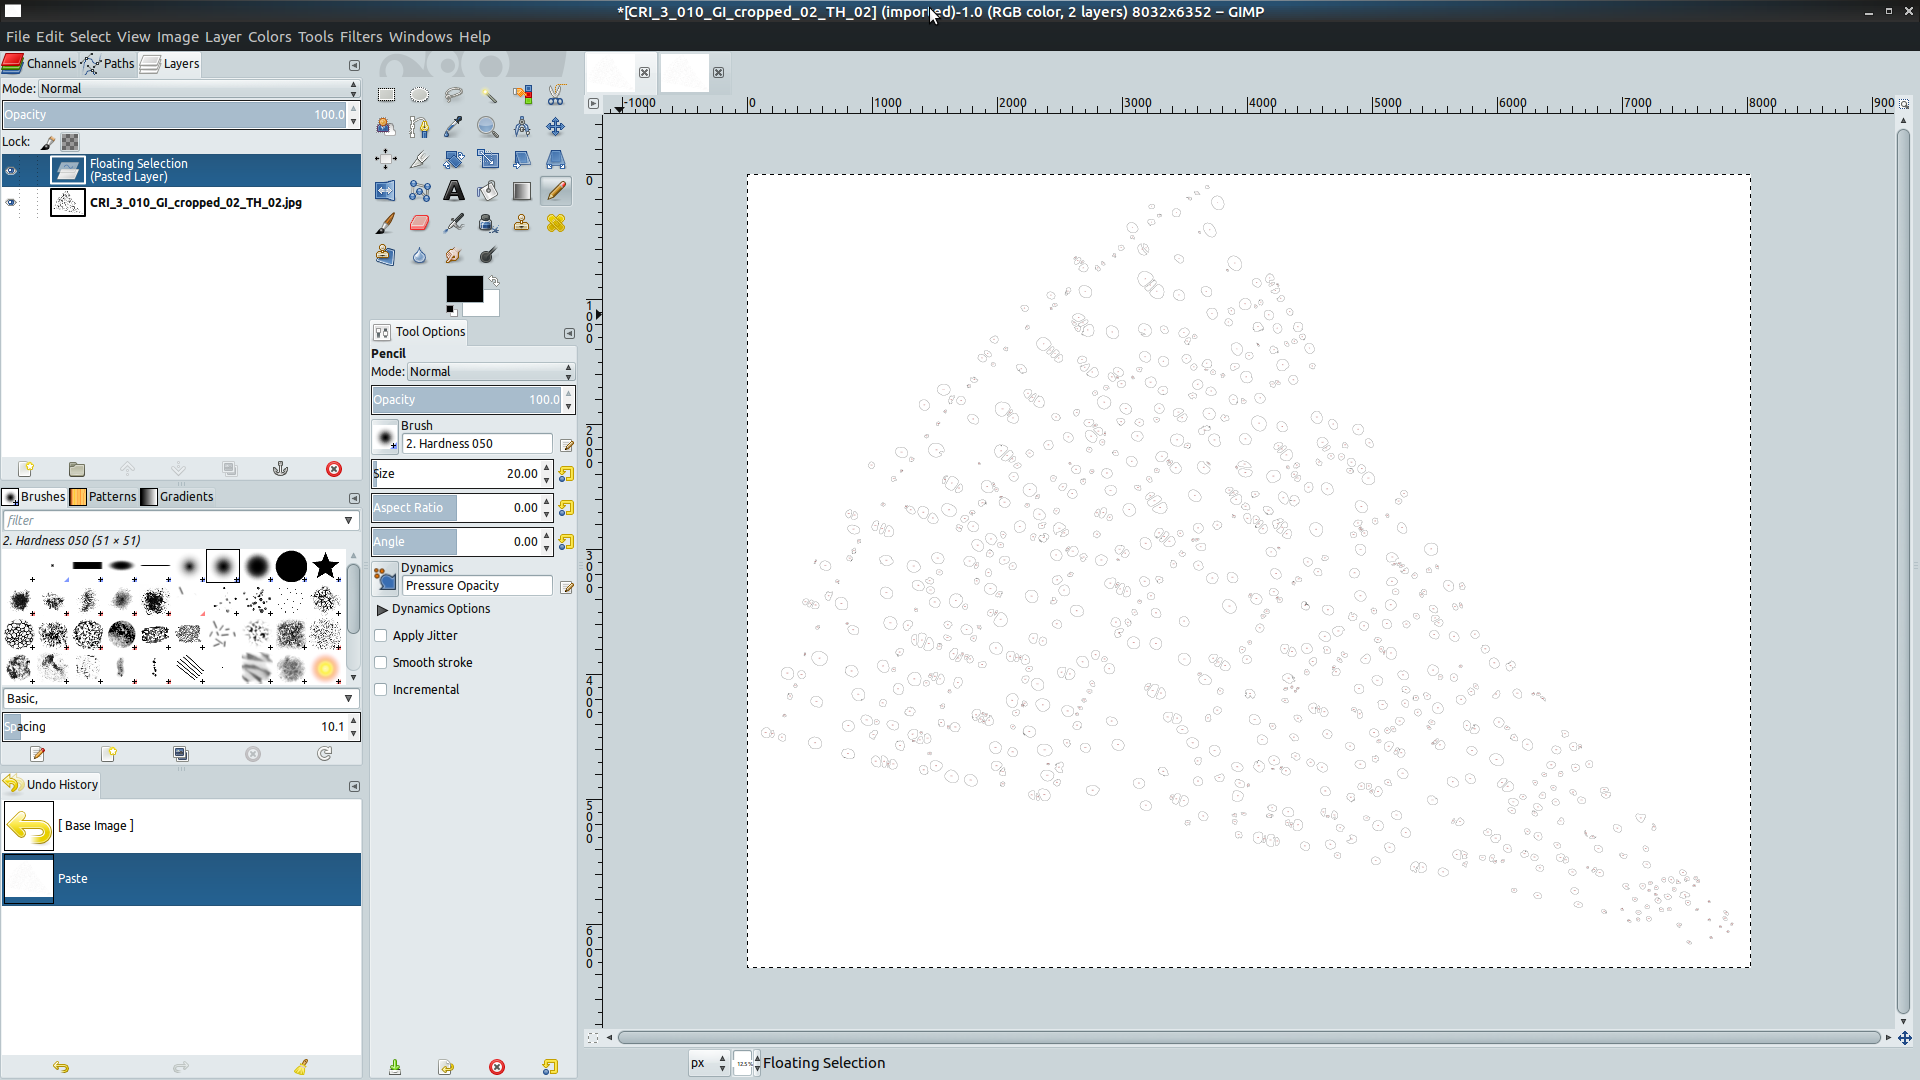 *[CRI_3_010_GI_cropped_02_TH_02] (imported)-1.0 (RGB color, 2 layers) 8032x6352 – GIMP
File Edit Select View Image Layer Colors Tools Filters Windows Help
Channels Paths Layers
Mode: Normal
Opacity 100.0
Lock:
Floating Selection
(Pasted Layer)
CRI_3_010_GI_cropped_02_TH_02.jpg
Brushes Patterns Gradients
filter
2. Hardness 050 (51 × 51)
Basic,
Spacing 10.1
Undo History
[ Base Image ]
Paste
Tool Options
Pencil
Mode: Normal
Opacity 100.0
Brush
2. Hardness 050
Size 20.00
Aspect Ratio 0.00
Angle 0.00
Dynamics
Pressure Opacity
Dynamics Options
Apply Jitter
Smooth stroke
Incremental
-1000 0 1000 2000 3000 4000 5000 6000 7000 8000 900
0
1000
2000
3000
4000
5000
6000
px 12.5% Floating Selection